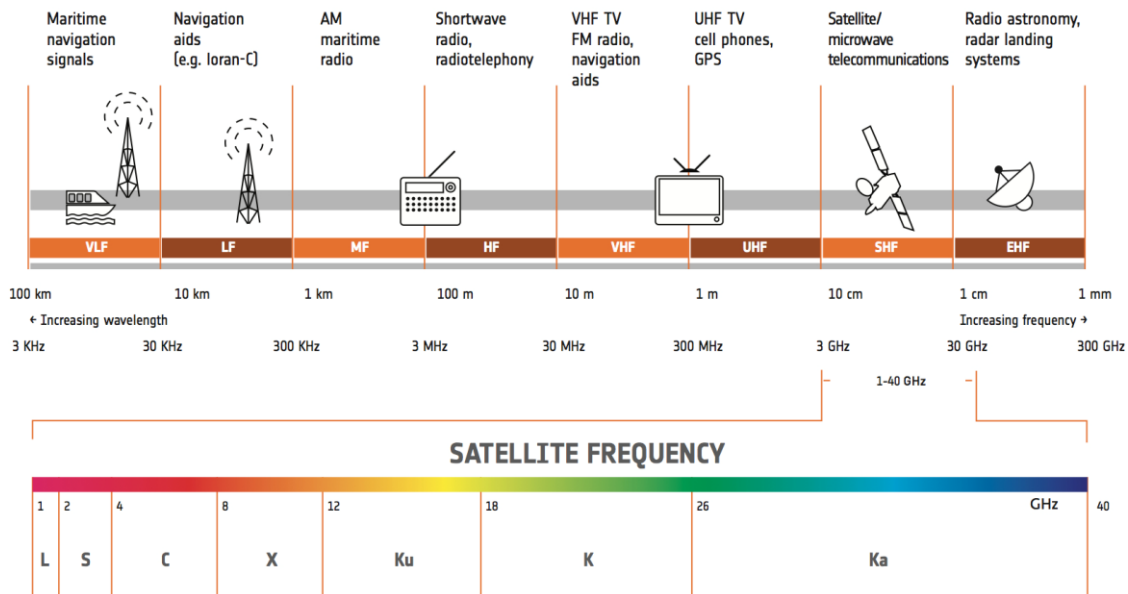 Maritime
navigation
signals
Navigation
aids
(e.g. loran-C)
AM
maritime
radio
Shortwave
radio,
radiotelephony
VHF TV
FM radio,
navigation
aids
UHF TV
cell phones,
GPS
Satellite/
microwave
telecommunications
Radio astronomy,
radar landing
systems
VLF LF MF HF VHF UHF SHF EHF
100 km 10 km 1 km 100 m 10 m 1 m 10 cm 1 cm 1 mm
← Increasing wavelength Increasing frequency →
3 KHz 30 KHz 300 KHz 3 MHz 30 MHz 300 MHz 3 GHz 30 GHz 300 GHz
1-40 GHz
SATELLITE FREQUENCY
1 2 4 8 12 18 26 GHz 40
L S C X Ku K Ka